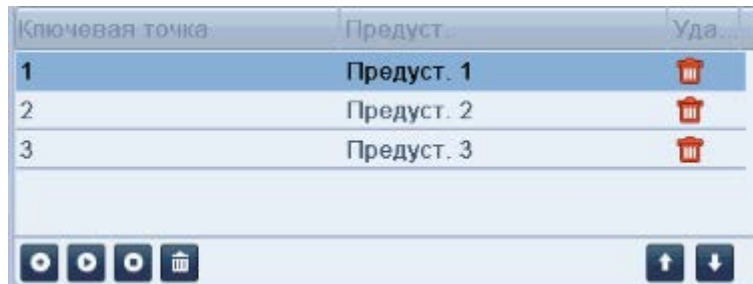 Ключевая точка Предуст. Уда...
1 Предуст. 1
2 Предуст. 2
3 Предуст. 3